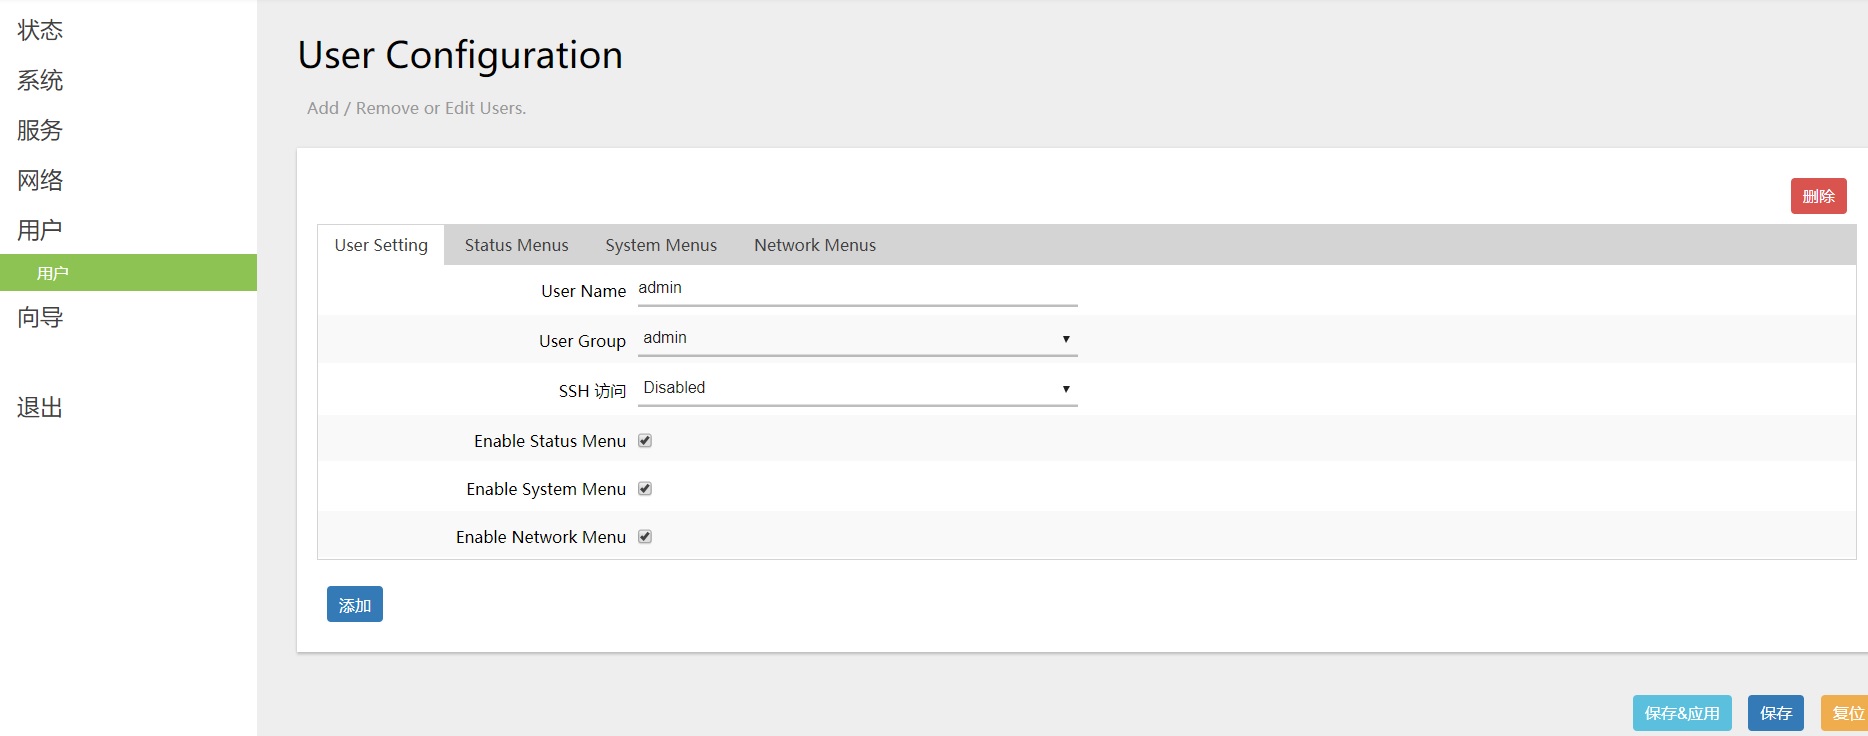 状态
系统
服务
网络
用户
用户
向导
退出
User Configuration
Add / Remove or Edit Users.
删除
User Setting Status Menus System Menus Network Menus
User Name admin
User Group admin
SSH 访问 Disabled
Enable Status Menu
Enable System Menu
Enable Network Menu
添加
保存&应用 保存 复位